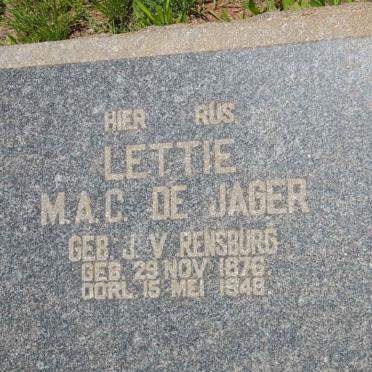 HIER RUS.
LETTIE
M.A.C. DE JAGER
GEB. J. V. RENSBURG
GEB. 29 NOV 1876
OORL. 15 MEI 1948.